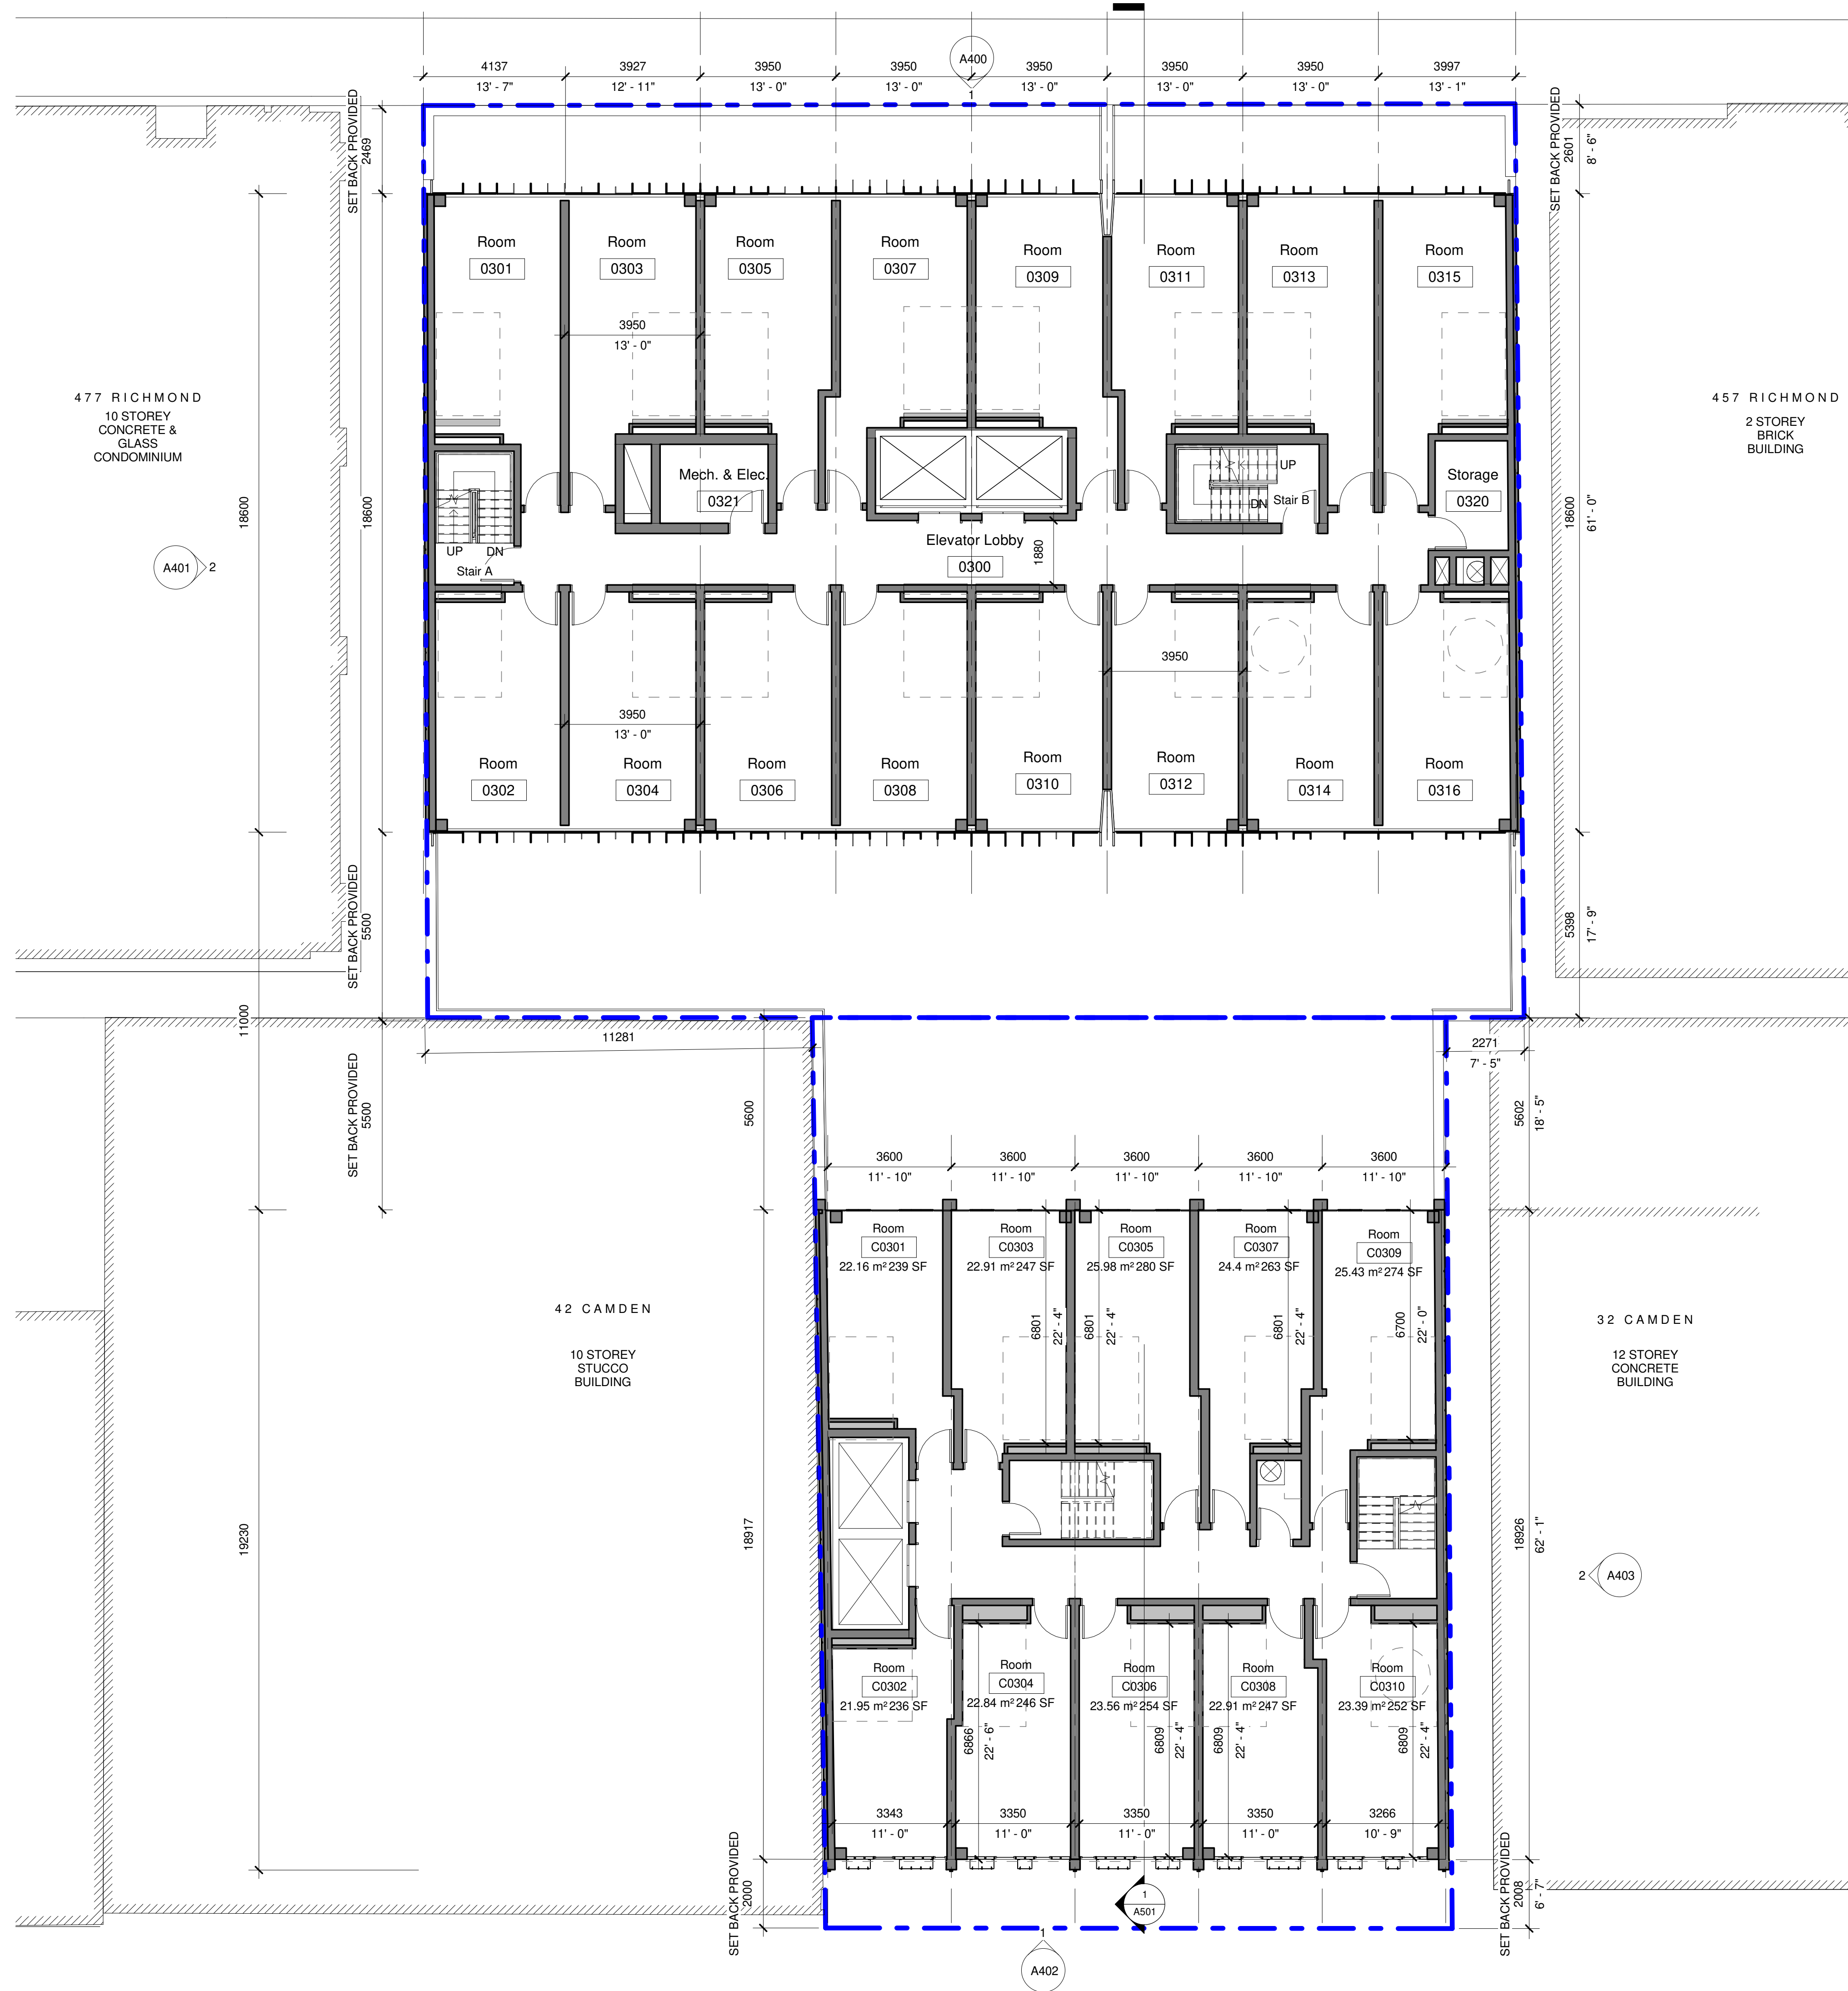 A400
1
4137
3927
3950
3950
3950
3950
3950
3997
13' - 7"
12' - 11"
13' - 0"
13' - 0"
13' - 0"
13' - 0"
13' - 0"
13' - 1"
SET BACK PROVIDED
2469
SET BACK PROVIDED
2601
8' - 6"
Room
0301
Room
0303
Room
0305
Room
0307
Room
0309
Room
0311
Room
0313
Room
0315
3950
13' - 0"
477 RICHMOND
10 STOREY
CONCRETE &
GLASS
CONDOMINIUM
457 RICHMOND
2 STOREY
BRICK
BUILDING
18600
18600
18600
61' - 0"
A401
2
Mech. & Elec.
0321
UP
DN
Stair B
Storage
0320
UP
DN
Stair A
Elevator Lobby
0300
1880
3950
3950
13' - 0"
Room
0302
Room
0304
Room
0306
Room
0308
Room
0310
Room
0312
Room
0314
Room
0316
SET BACK PROVIDED
5500
5398
17' - 9"
11000
11281
2271
7' - 5"
SET BACK PROVIDED
5500
5600
5602
18' - 5"
3600
3600
3600
3600
3600
11' - 10"
11' - 10"
11' - 10"
11' - 10"
11' - 10"
Room
C0301
22.16 m² 239 SF
Room
C0303
22.91 m² 247 SF
Room
C0305
25.98 m² 280 SF
Room
C0307
24.4 m² 263 SF
Room
C0309
25.43 m² 274 SF
6801
22' - 4"
6801
22' - 4"
6801
22' - 4"
6700
22' - 0"
42 CAMDEN
10 STOREY
STUCCO
BUILDING
32 CAMDEN
12 STOREY
CONCRETE
BUILDING
19230
18917
18926
62' - 1"
2
A403
Room
C0302
21.95 m² 236 SF
Room
C0304
22.84 m² 246 SF
Room
C0306
23.56 m² 254 SF
Room
C0308
22.91 m² 247 SF
Room
C0310
23.39 m² 252 SF
6866
22' - 6"
6809
22' - 4"
6809
22' - 4"
6809
22' - 4"
3343
3350
3350
3350
3266
11' - 0"
11' - 0"
11' - 0"
11' - 0"
10' - 9"
SET BACK PROVIDED
2000
SET BACK PROVIDED
2008
6' - 7"
1
A501
1
A402